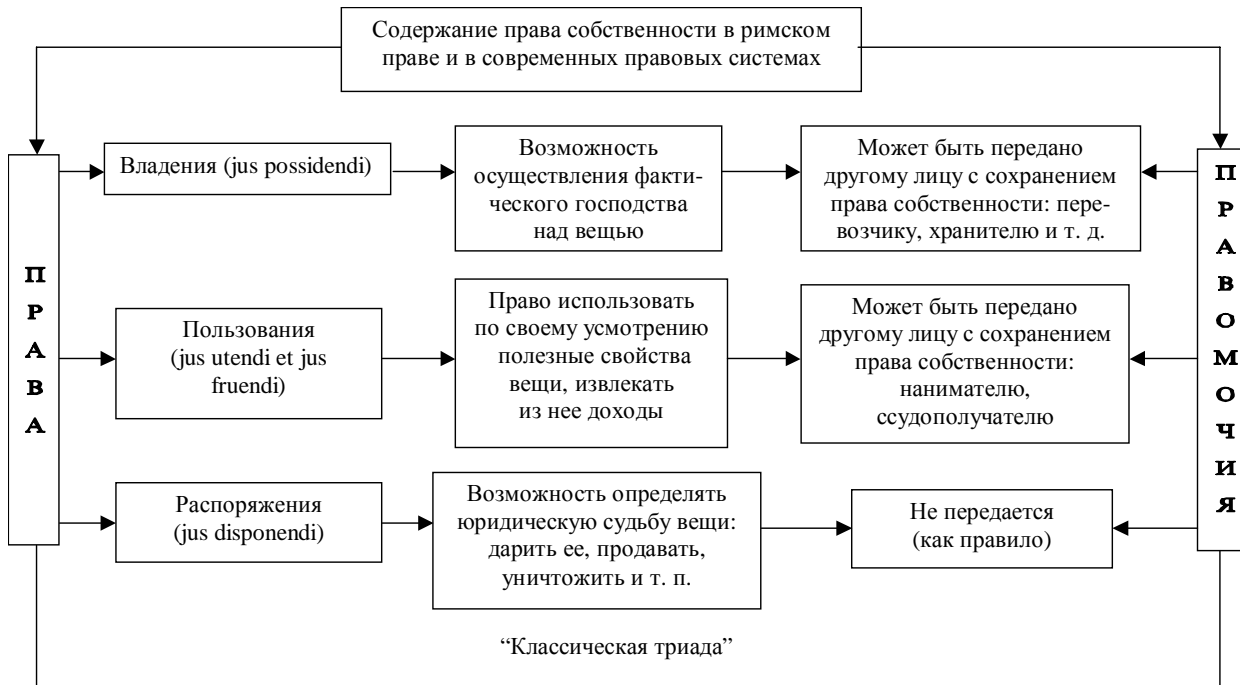 Содержание права собственности в римском
праве и в современных правовых системах
ПРАВА
Владения (jus possidendi)
Возможность
осуществления факти-
ческого господства
над вещью
Может быть передано
другому лицу с сохранением
права собственности: пере-
возчику, хранителю и т. д.
ПРАВОМОЧИЯ
Пользования
(jus utendi et jus
fruendi)
Право использовать
по своему усмотрению
полезные свойства
вещи, извлекать
из нее доходы
Может быть передано
другому лицу с сохранением
права собственности:
нанимателю,
ссудополучателю
Распоряжения
(jus disponendi)
Возможность определять
юридическую судьбу вещи:
дарить ее, продавать,
уничтожить и т. п.
Не передается
(как правило)
“Классическая триада”